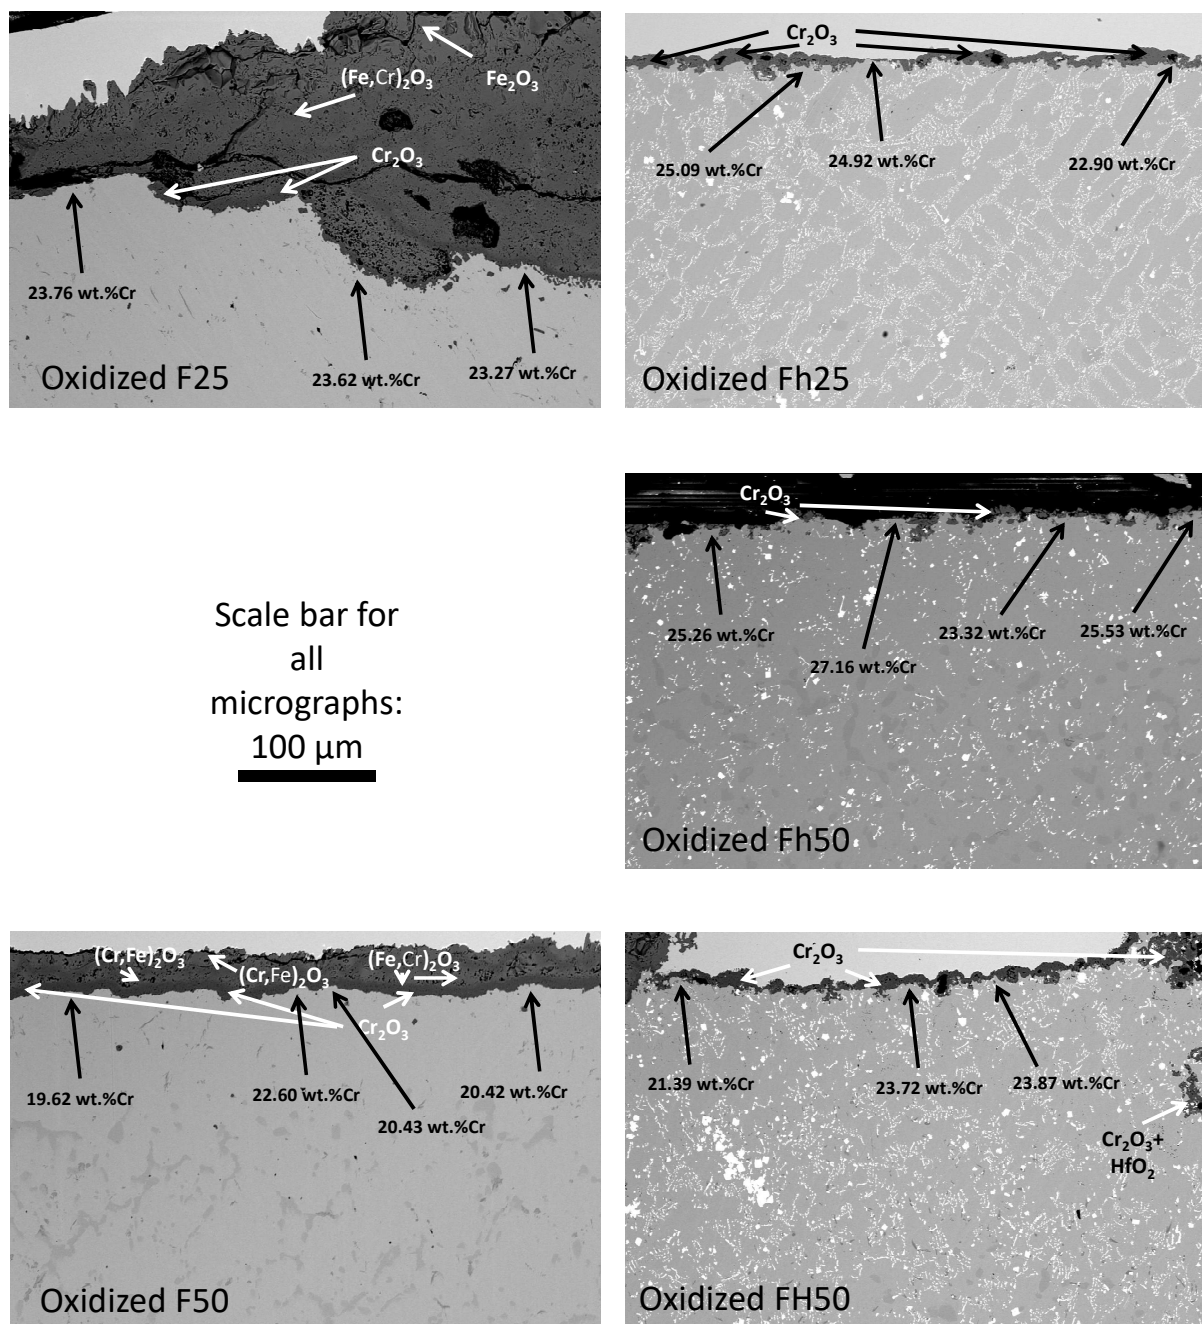 Fe₂O₃
(Fe,Cr)₂O₃
Cr₂O₃
23.76 wt.%Cr
23.62 wt.%Cr
23.27 wt.%Cr
Oxidized F25
Cr₂O₃
25.09 wt.%Cr
24.92 wt.%Cr
22.90 wt.%Cr
Oxidized Fh25
Scale bar for
all
micrographs:
100 µm
Cr₂O₃
25.26 wt.%Cr
27.16 wt.%Cr
23.32 wt.%Cr
25.53 wt.%Cr
Oxidized Fh50
(Cr,Fe)₂O₃
(Cr,Fe)₂O₃
(Fe,Cr)₂O₃
Cr₂O₃
19.62 wt.%Cr
22.60 wt.%Cr
20.43 wt.%Cr
20.42 wt.%Cr
Oxidized F50
Cr₂O₃
21.39 wt.%Cr
23.72 wt.%Cr
23.87 wt.%Cr
Cr₂O₃+
HfO₂
Oxidized FH50